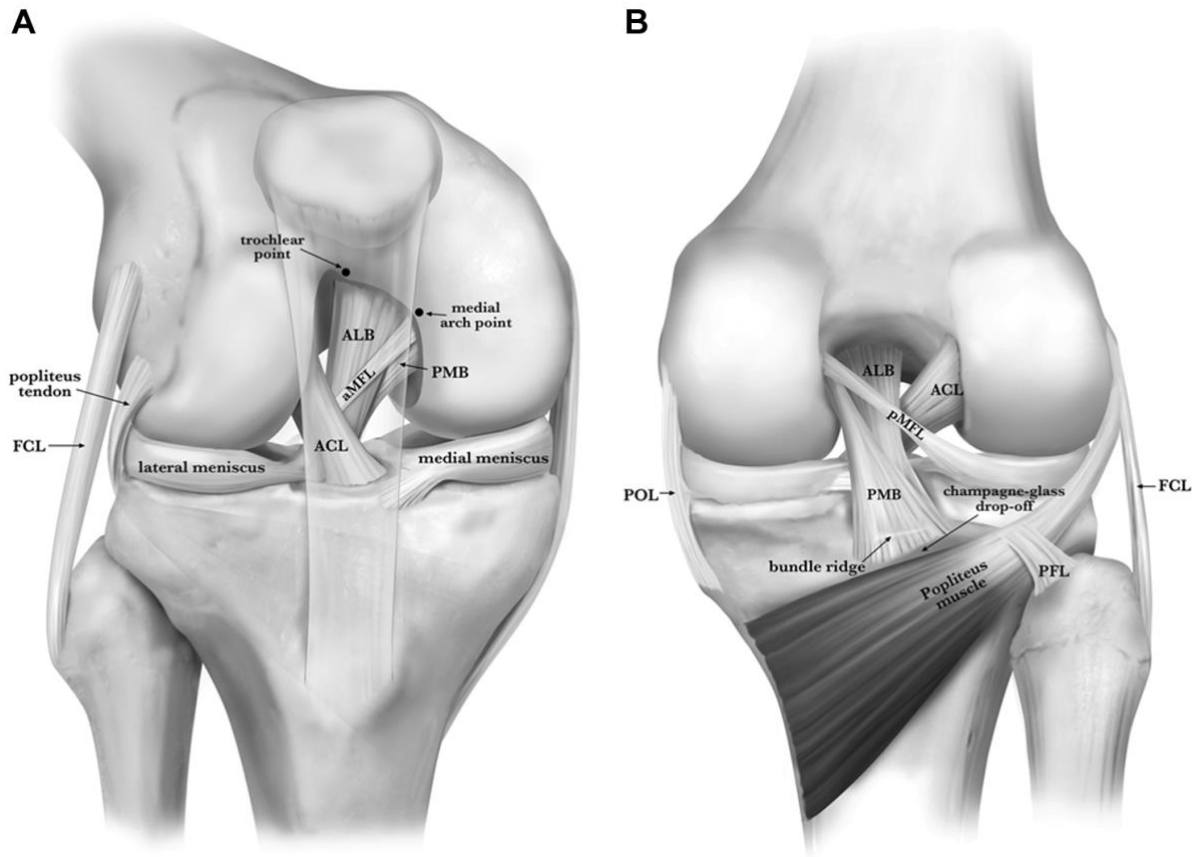 A
B
trochlear
point
medial
arch point
ALB
aMFL
PMB
popliteus
tendon
FCL
ACL
lateral meniscus
medial meniscus
ALB
ACL
pMFL
POL
PMB
champagne-glass
drop-off
FCL
bundle ridge
Popliteus
muscle
PFL